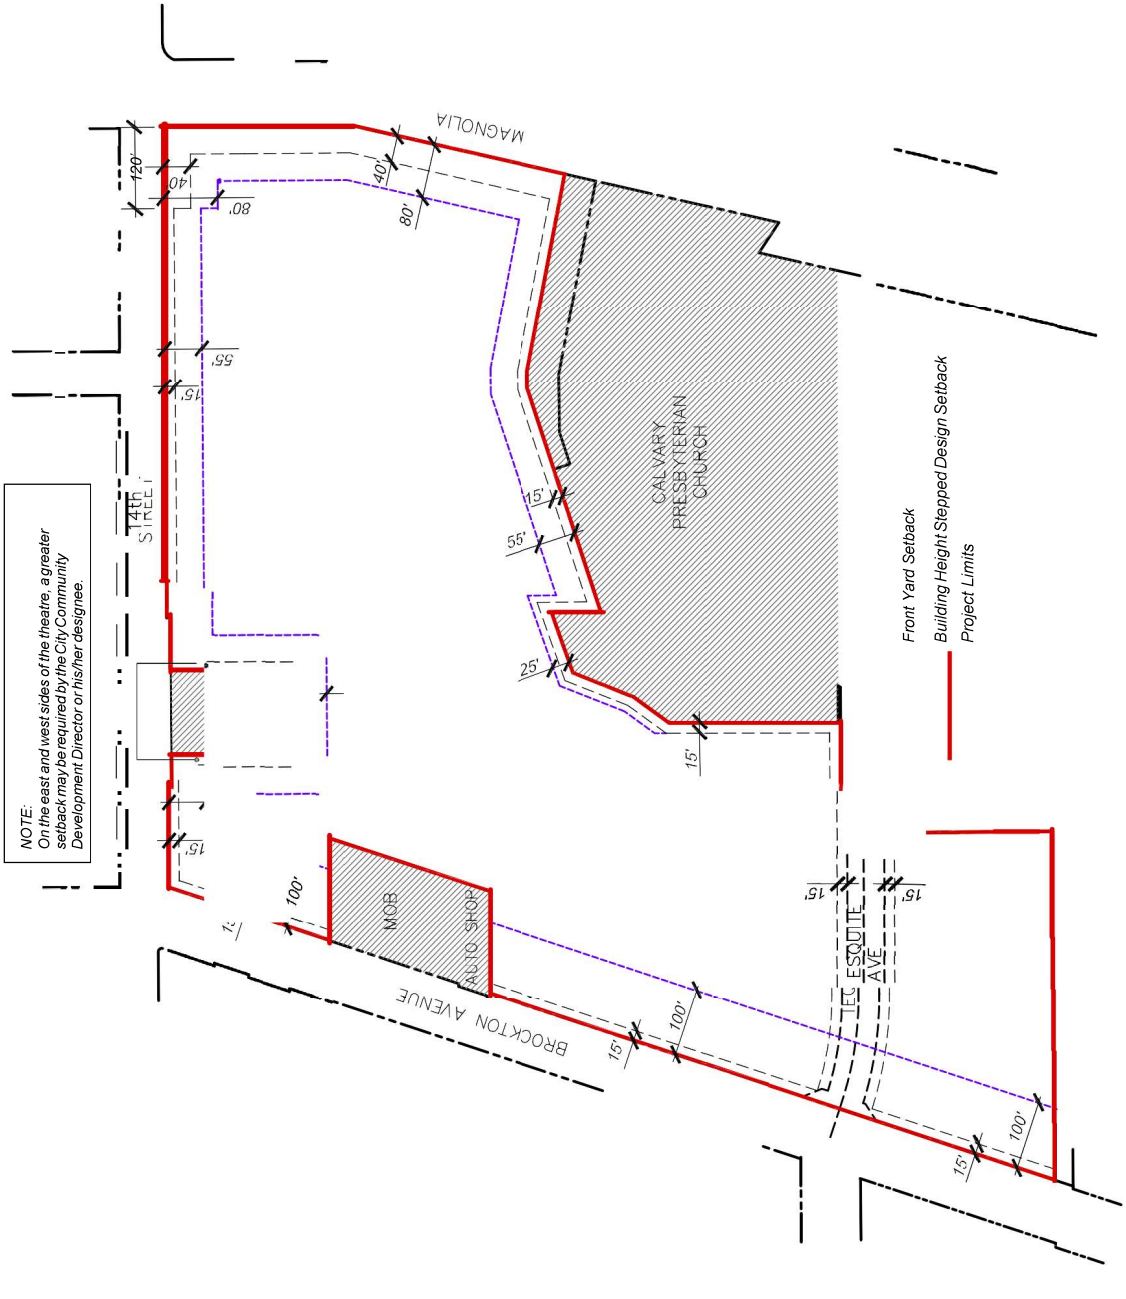 MAGNOLIA
120'
40'
80'
40'
80'
55'
15'
14th
STREET
NOTE:
On the east and west sides of the theatre, a greater
setback may be required by the City Community
Development Director or his/her designee.
CALVARY
PRESBYTERIAN
CHURCH
15'
55'
25'
15'
Front Yard Setback
Building Height Stepped Design Setback
Project Limits
15'
100'
MOB
AUTO SHOP
BROCKTON AVENUE
15'
100'
15'
15'
TEQUESQUITE
AVE
15'
100'